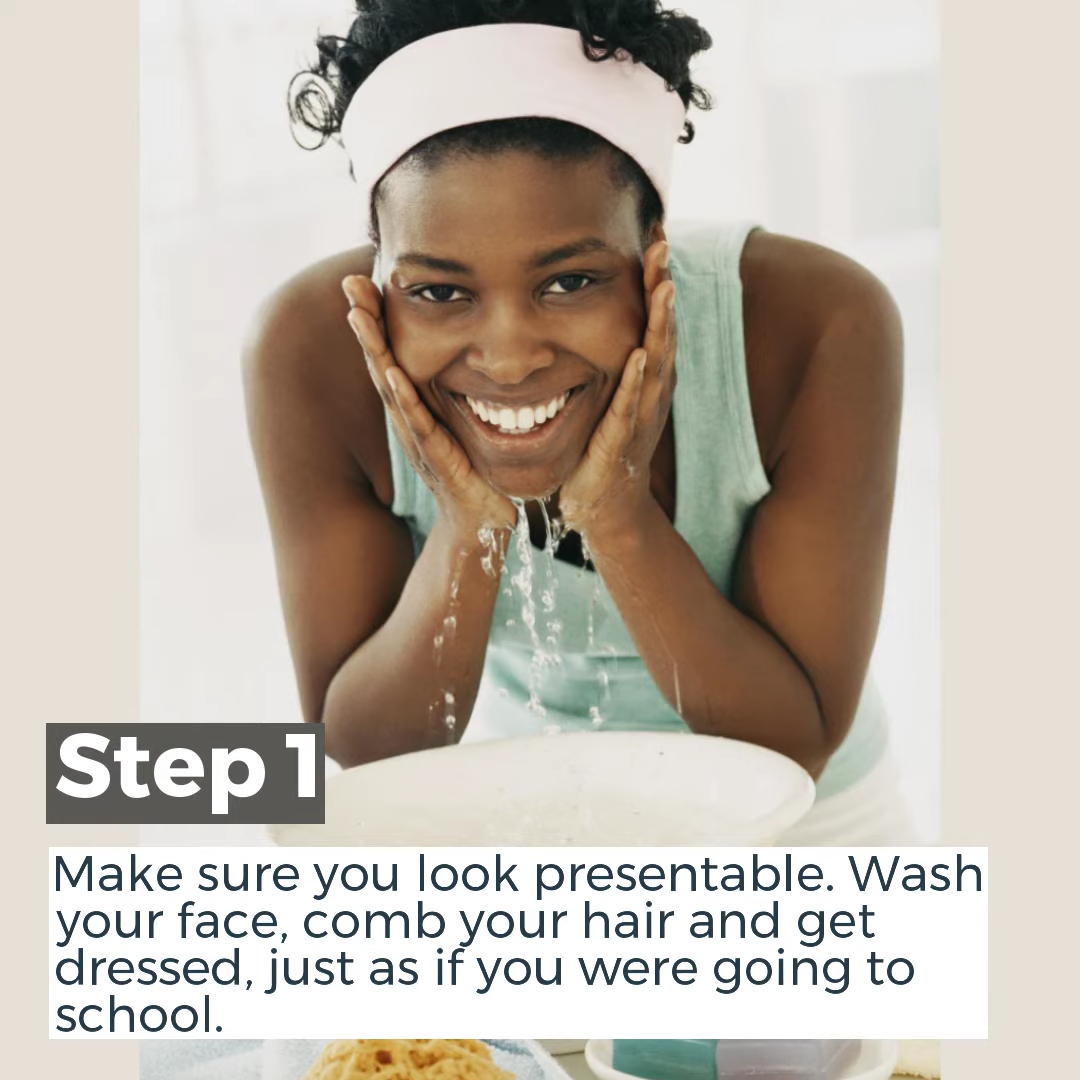 Step 1
Make sure you look presentable. Wash
your face, comb your hair and get
dressed, just as if you were going to
school.